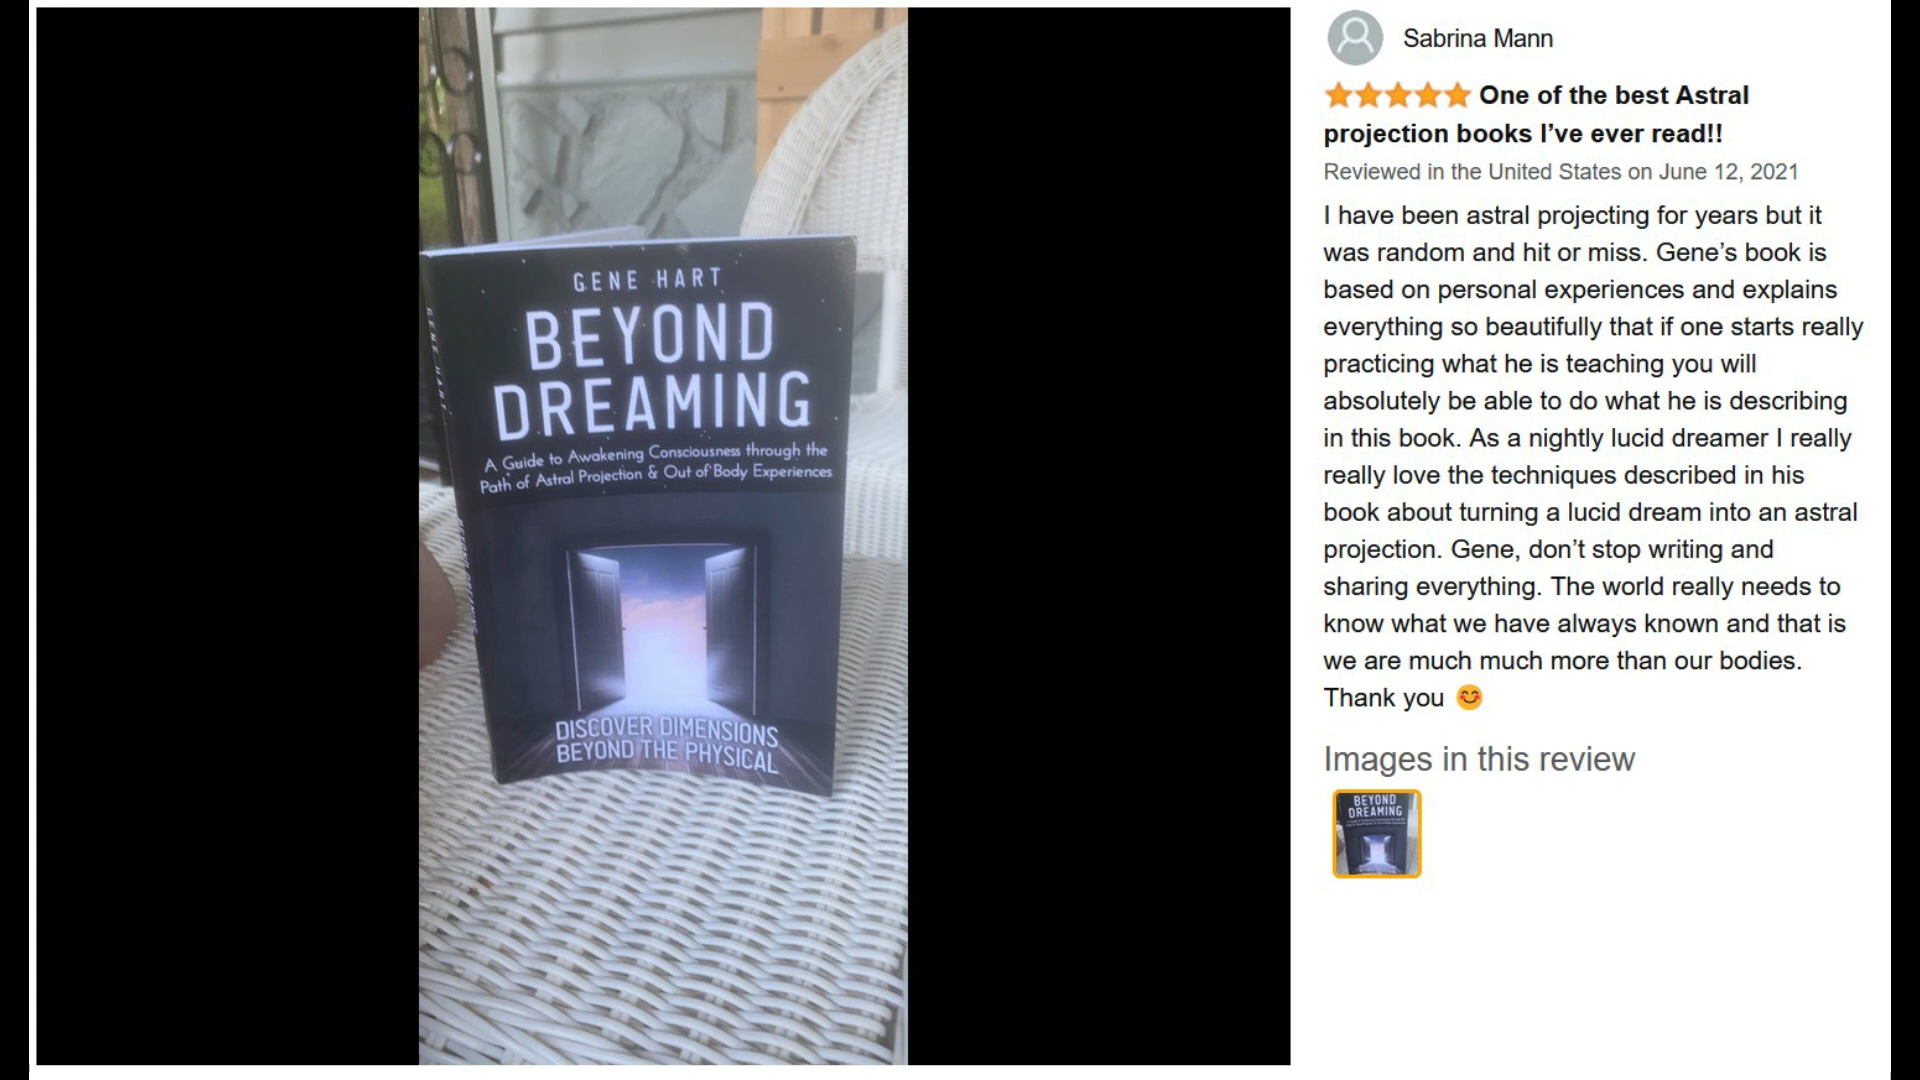 GENE HART
BEYOND
DREAMING
A Guide to Awakening Consciousness through the
Path of Astral Projection & Out of Body Experiences
DISCOVER DIMENSIONS
BEYOND THE PHYSICAL
GENE HART
BEYOND DREAMING
Sabrina Mann
One of the best Astral
projection books I’ve ever read!!
Reviewed in the United States on June 12, 2021
I have been astral projecting for years but it
was random and hit or miss. Gene’s book is
based on personal experiences and explains
everything so beautifully that if one starts really
practicing what he is teaching you will
absolutely be able to do what he is describing
in this book. As a nightly lucid dreamer I really
really love the techniques described in his
book about turning a lucid dream into an astral
projection. Gene, don’t stop writing and
sharing everything. The world really needs to
know what we have always known and that is
we are much much more than our bodies.
Thank you 😊
Images in this review
BEYOND
DREAMING